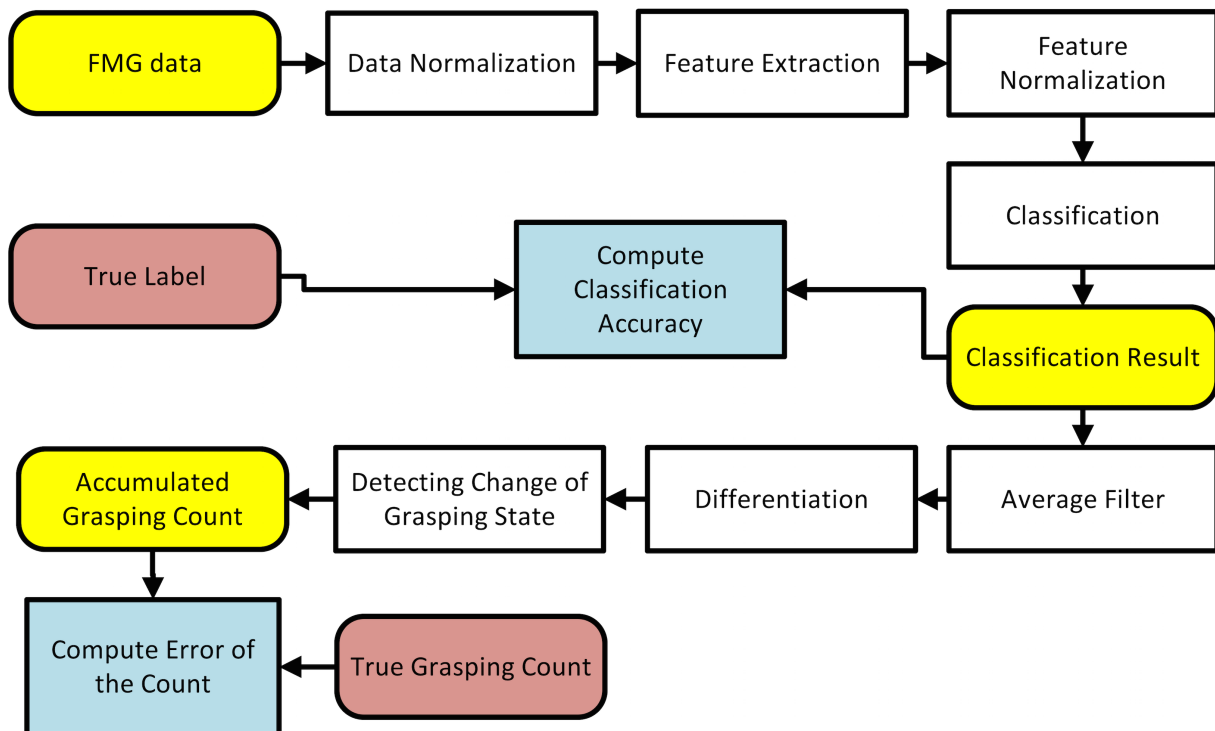 FMG data
Data Normalization
Feature Extraction
Feature
Normalization
Classification
True Label
Compute
Classification
Accuracy
Classification Result
Accumulated
Grasping Count
Detecting Change of
Grasping State
Differentiation
Average Filter
Compute Error of
the Count
True Grasping Count